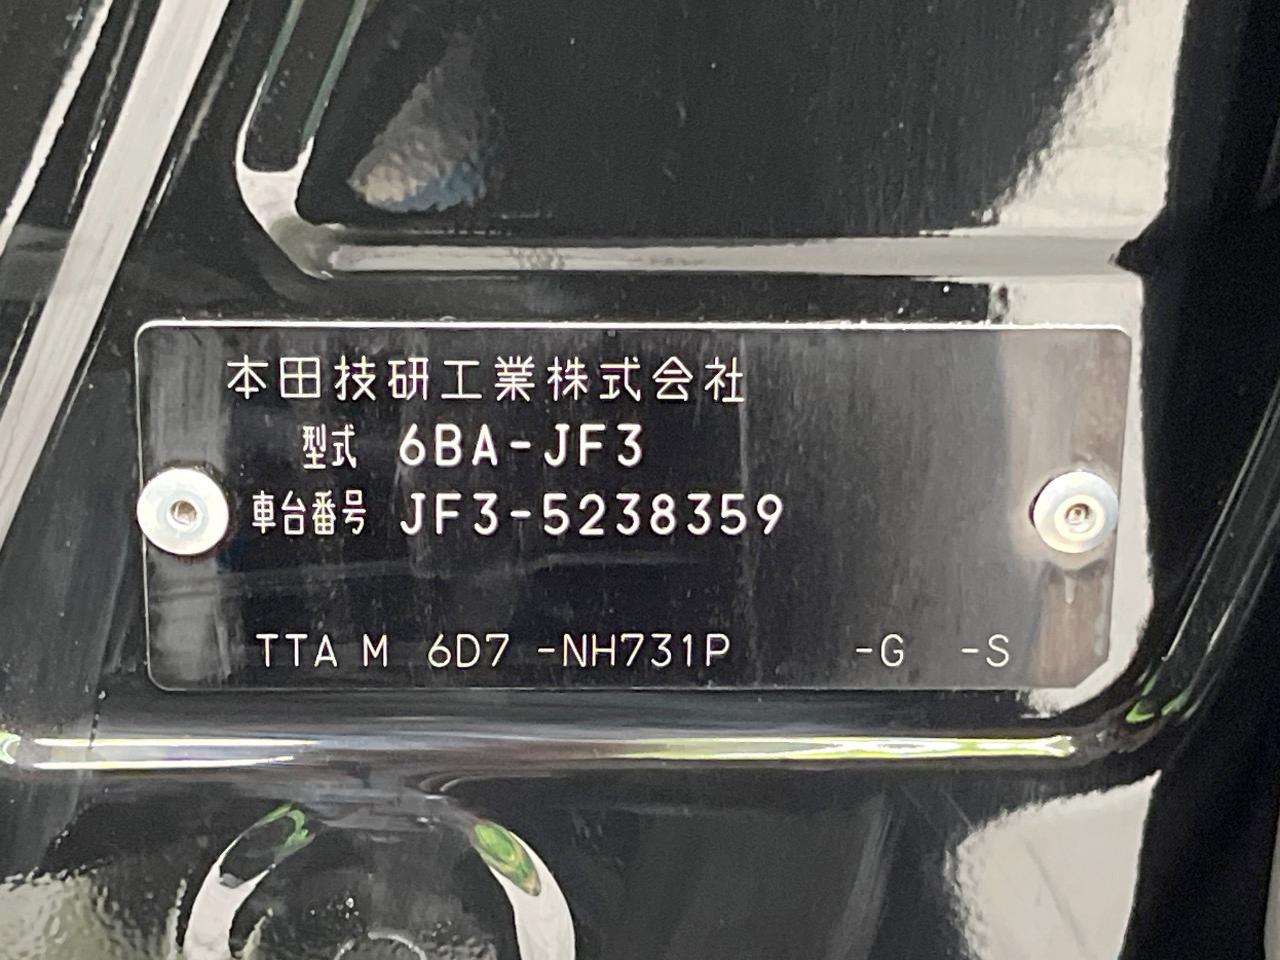 本田技研工業株式会社
型式 6BA-JF3
車台番号 JF3-5238359
TTA M 6D7 -NH731P -G -S